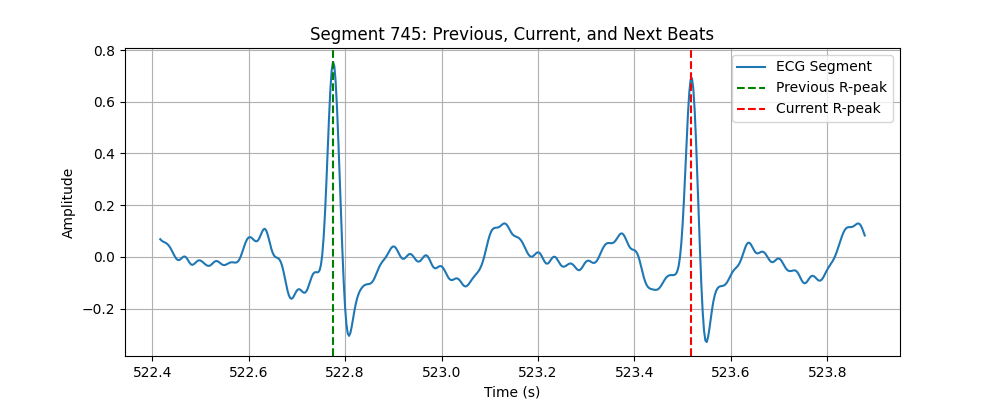 Segment 745: Previous, Current, and Next Beats
ECG Segment
Previous R-peak
Current R-peak
Amplitude
0.8
0.6
0.4
0.2
0.0
−0.2
522.4 522.6 522.8 523.0 523.2 523.4 523.6 523.8
Time (s)